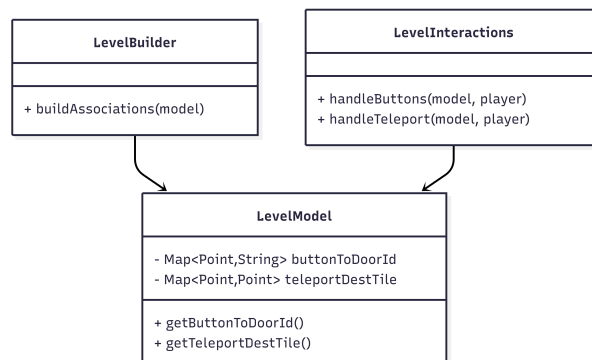 LevelBuilder
+ buildAssociations(model)
LevelInteractions
+ handleButtons(model, player)
+ handleTeleport(model, player)
LevelModel
- Map<Point,String> buttonToDoorId
- Map<Point,Point> teleportDestTile
+ getButtonToDoorId()
+ getTeleportDestTile()